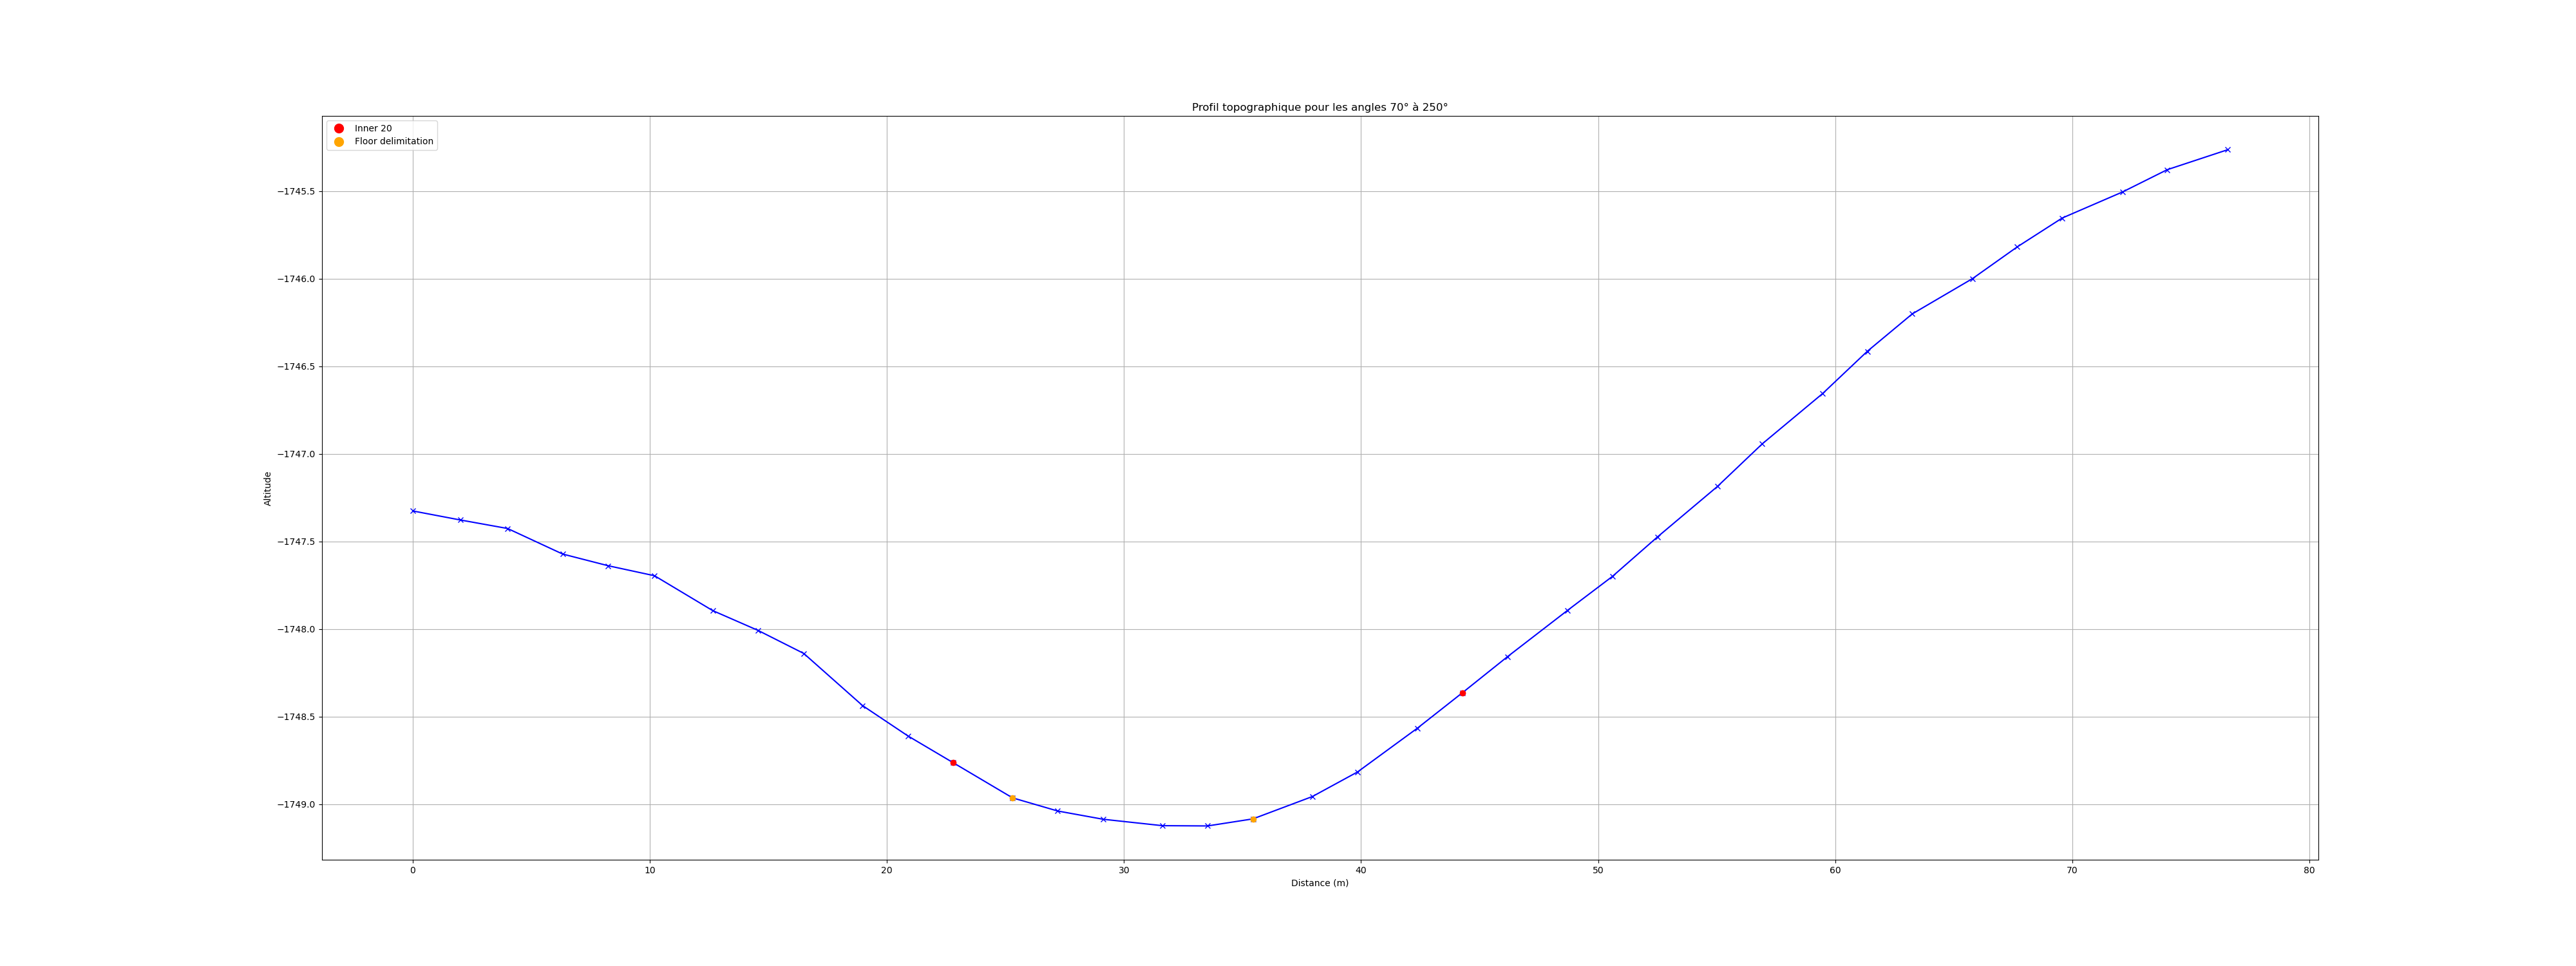 Profil topographique pour les angles 70° à 250°
Inner 20
Floor delimitation
−1745.5
−1746.0
−1746.5
−1747.0
−1747.5
−1748.0
−1748.5
−1749.0
Altitude
0 10 20 30 40 50 60 70 80
Distance (m)